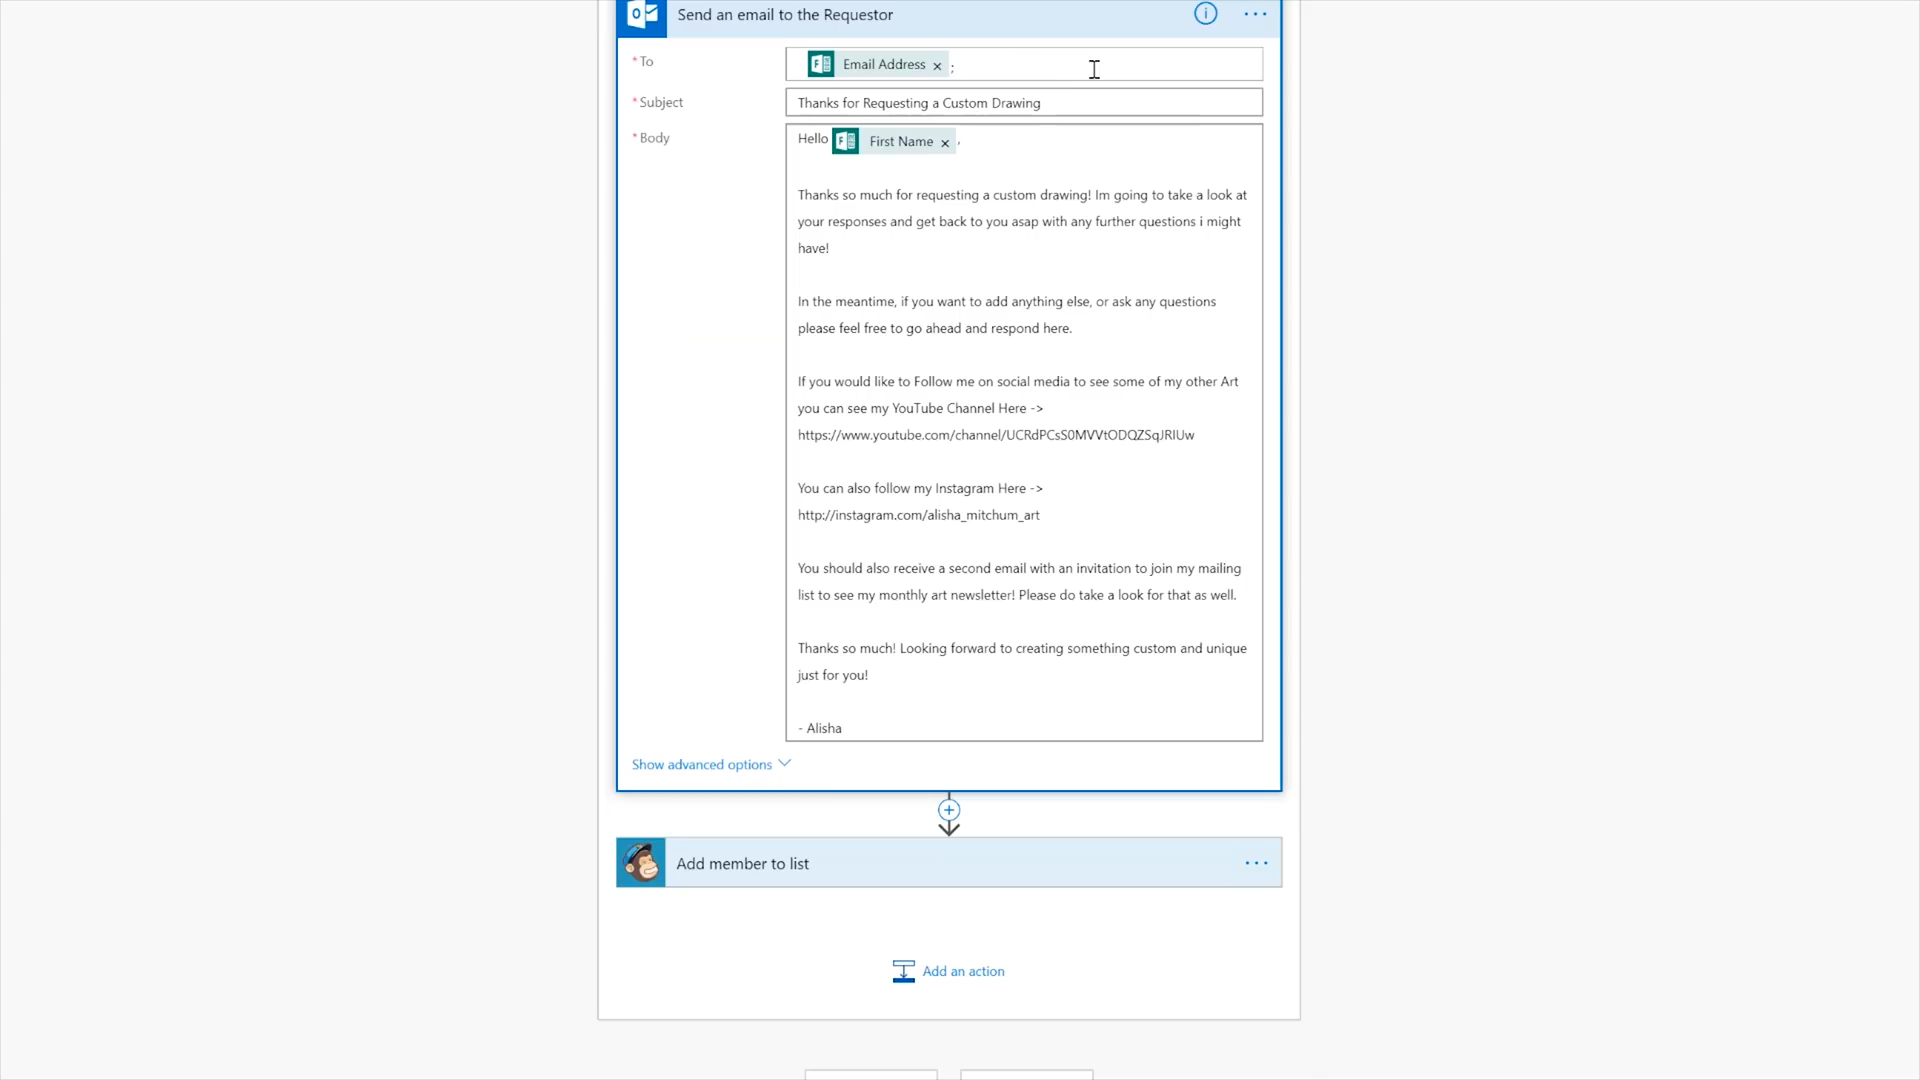 Send an email to the Requestor
* To
Email Address × ;
* Subject
Thanks for Requesting a Custom Drawing
* Body
Hello First Name × ,
Thanks so much for requesting a custom drawing! Im going to take a look at
your responses and get back to you asap with any further questions i might
have!
In the meantime, if you want to add anything else, or ask any questions
please feel free to go ahead and respond here.
If you would like to Follow me on social media to see some of my other Art
you can see my YouTube Channel Here ->
https://www.youtube.com/channel/UCRdPCsS0MVVtODQZSqJRIUw
You can also follow my Instagram Here ->
http://instagram.com/alisha_mitchum_art
You should also receive a second email with an invitation to join my mailing
list to see my monthly art newsletter! Please do take a look for that as well.
Thanks so much! Looking forward to creating something custom and unique
just for you!
- Alisha
Show advanced options
Add member to list
Add an action